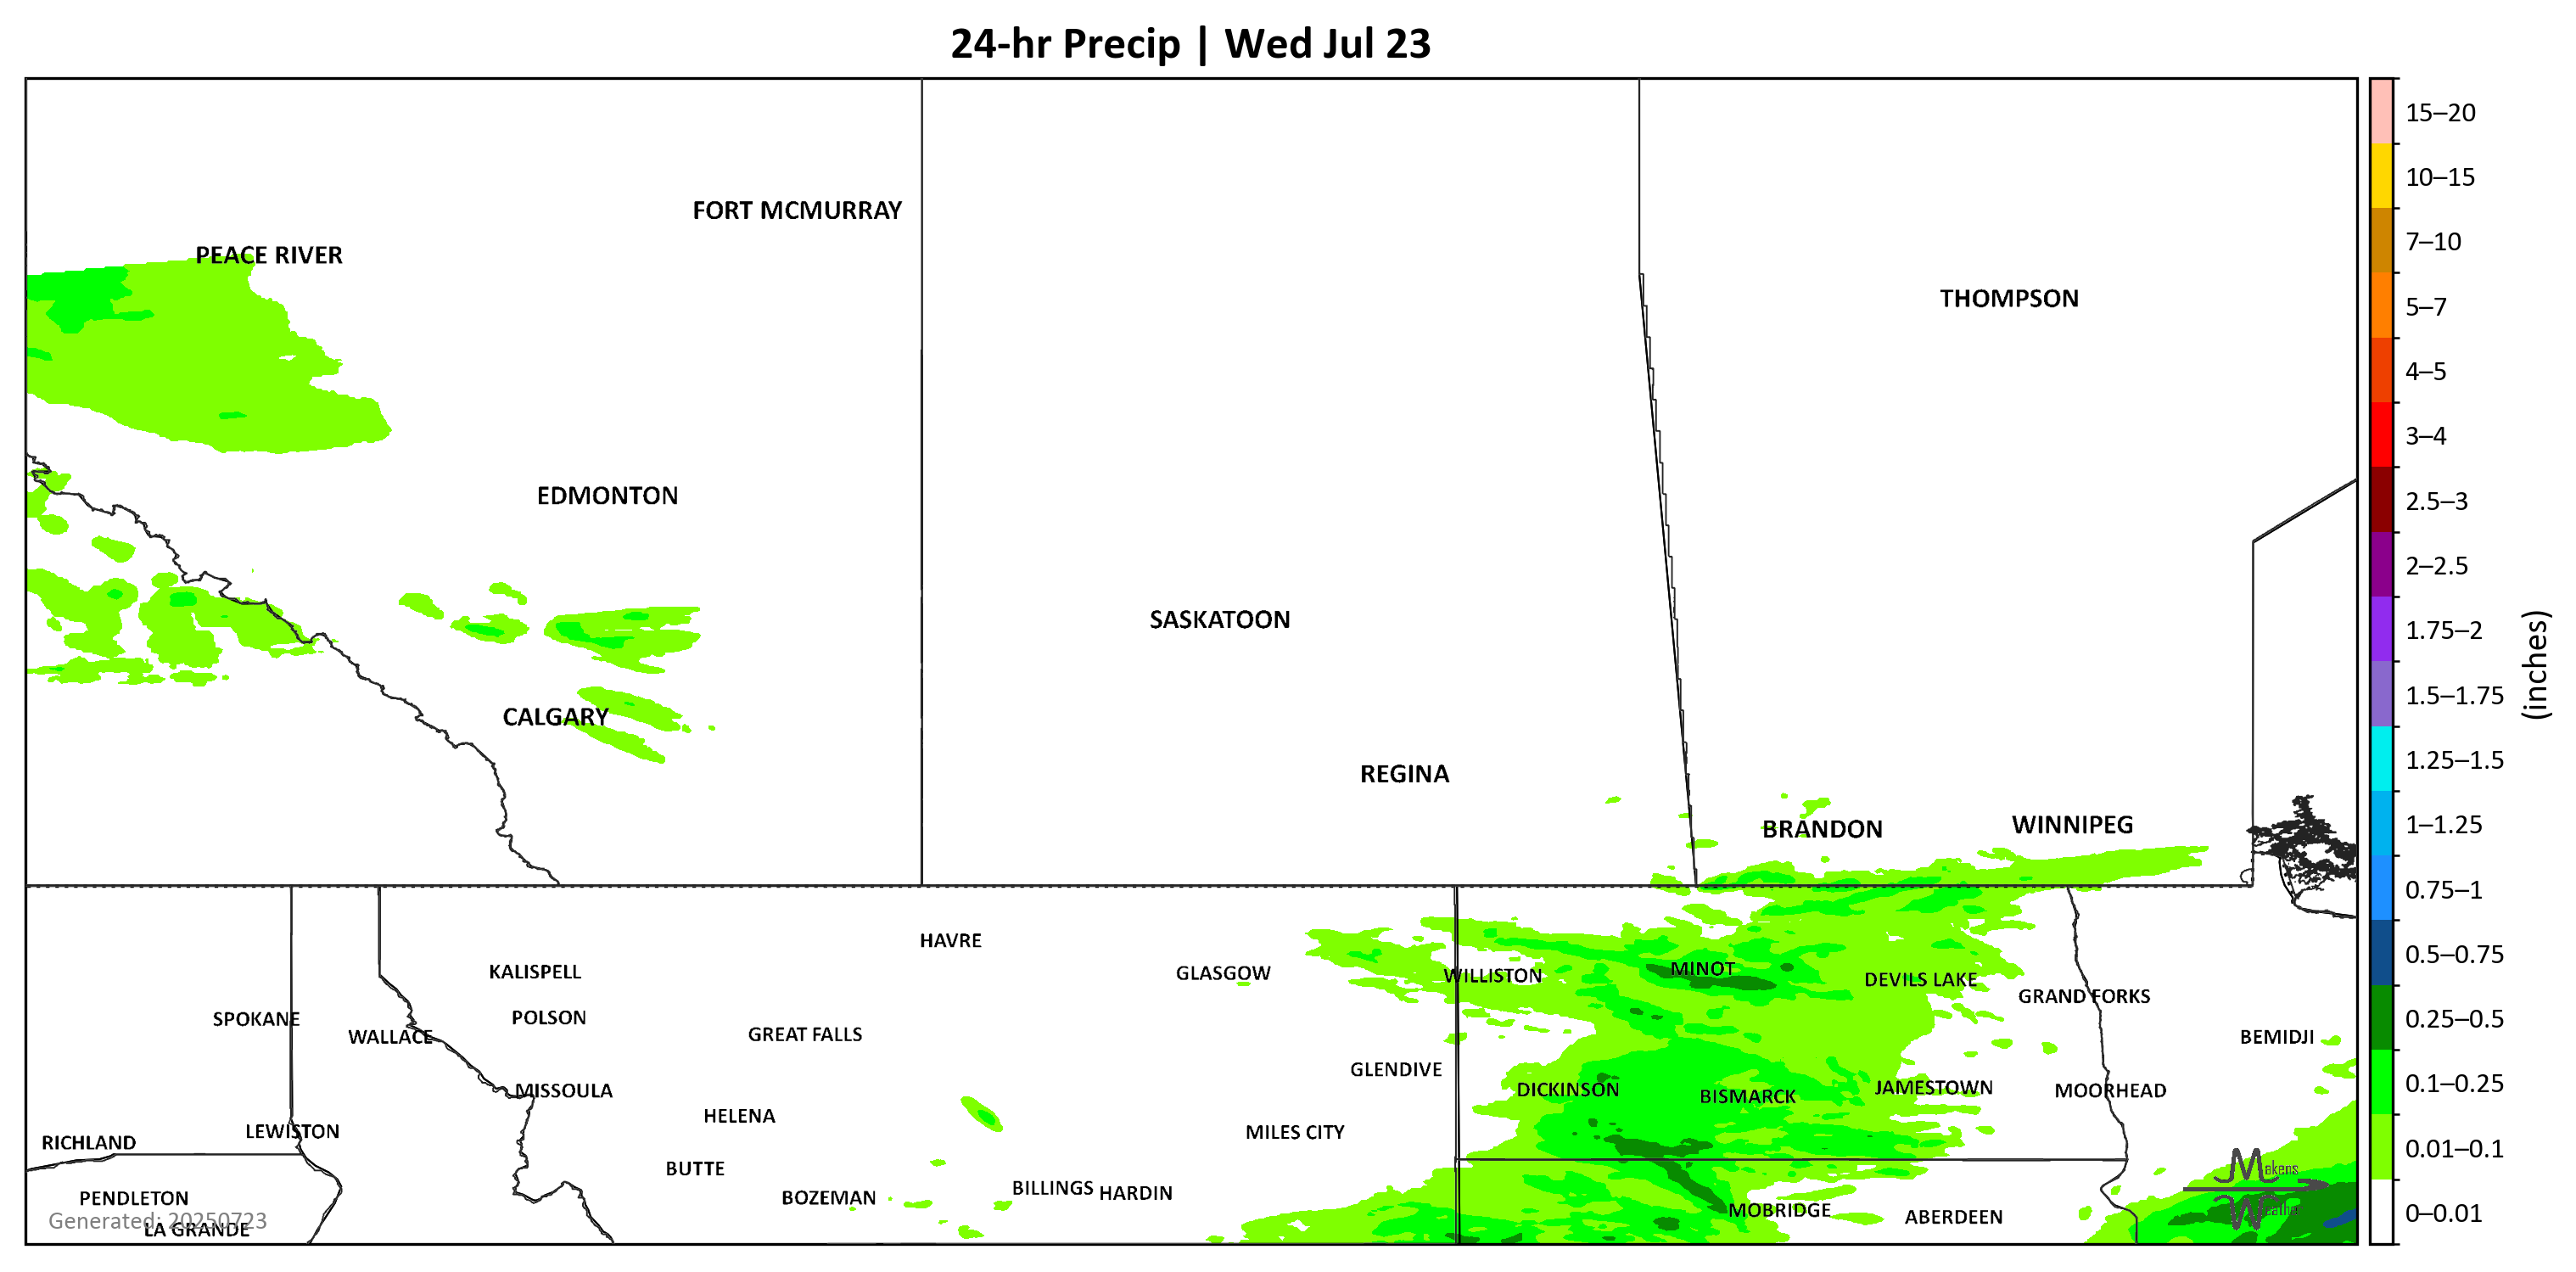 24-hr Precip | Wed Jul 23
FORT MCMURRAY
PEACE RIVER
THOMPSON
EDMONTON
SASKATOON
CALGARY
REGINA
BRANDON
WINNIPEG
HAVRE
KALISPELL
GLASGOW
WILLISTON
MINOT
DEVILS LAKE
GRAND FORKS
SPOKANE
POLSON
WALLACE
GREAT FALLS
BEMIDJI
GLENDIVE
DICKINSON
BISMARCK
JAMESTOWN
MOORHEAD
MISSOULA
HELENA
LEWISTON
RICHLAND
MILES CITY
BUTTE
BOZEMAN
BILLINGS
HARDIN
PENDLETON
MOBRIDGE
ABERDEEN
Generated: 20250723
LA GRANDE
Makens
Weather
15–20
10–15
7–10
5–7
4–5
3–4
2.5–3
2–2.5
1.75–2
1.5–1.75
1.25–1.5
1–1.25
0.75–1
0.5–0.75
0.25–0.5
0.1–0.25
0.01–0.1
0–0.01
(inches)